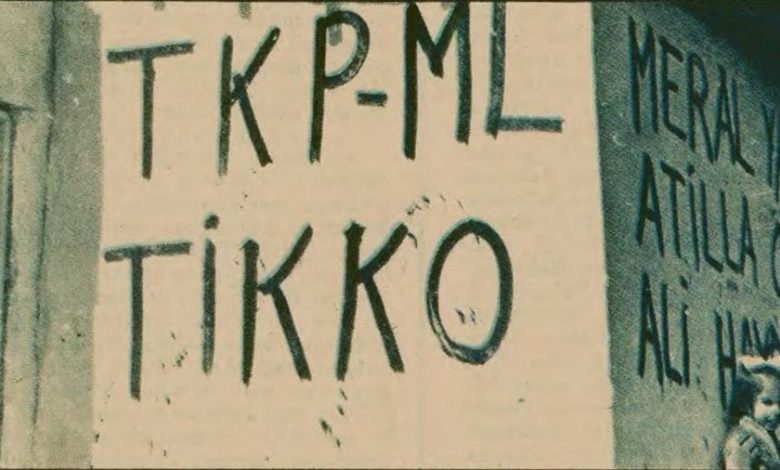 TKP-ML
TİKKO
MERAL
ATİLLA
ALİ